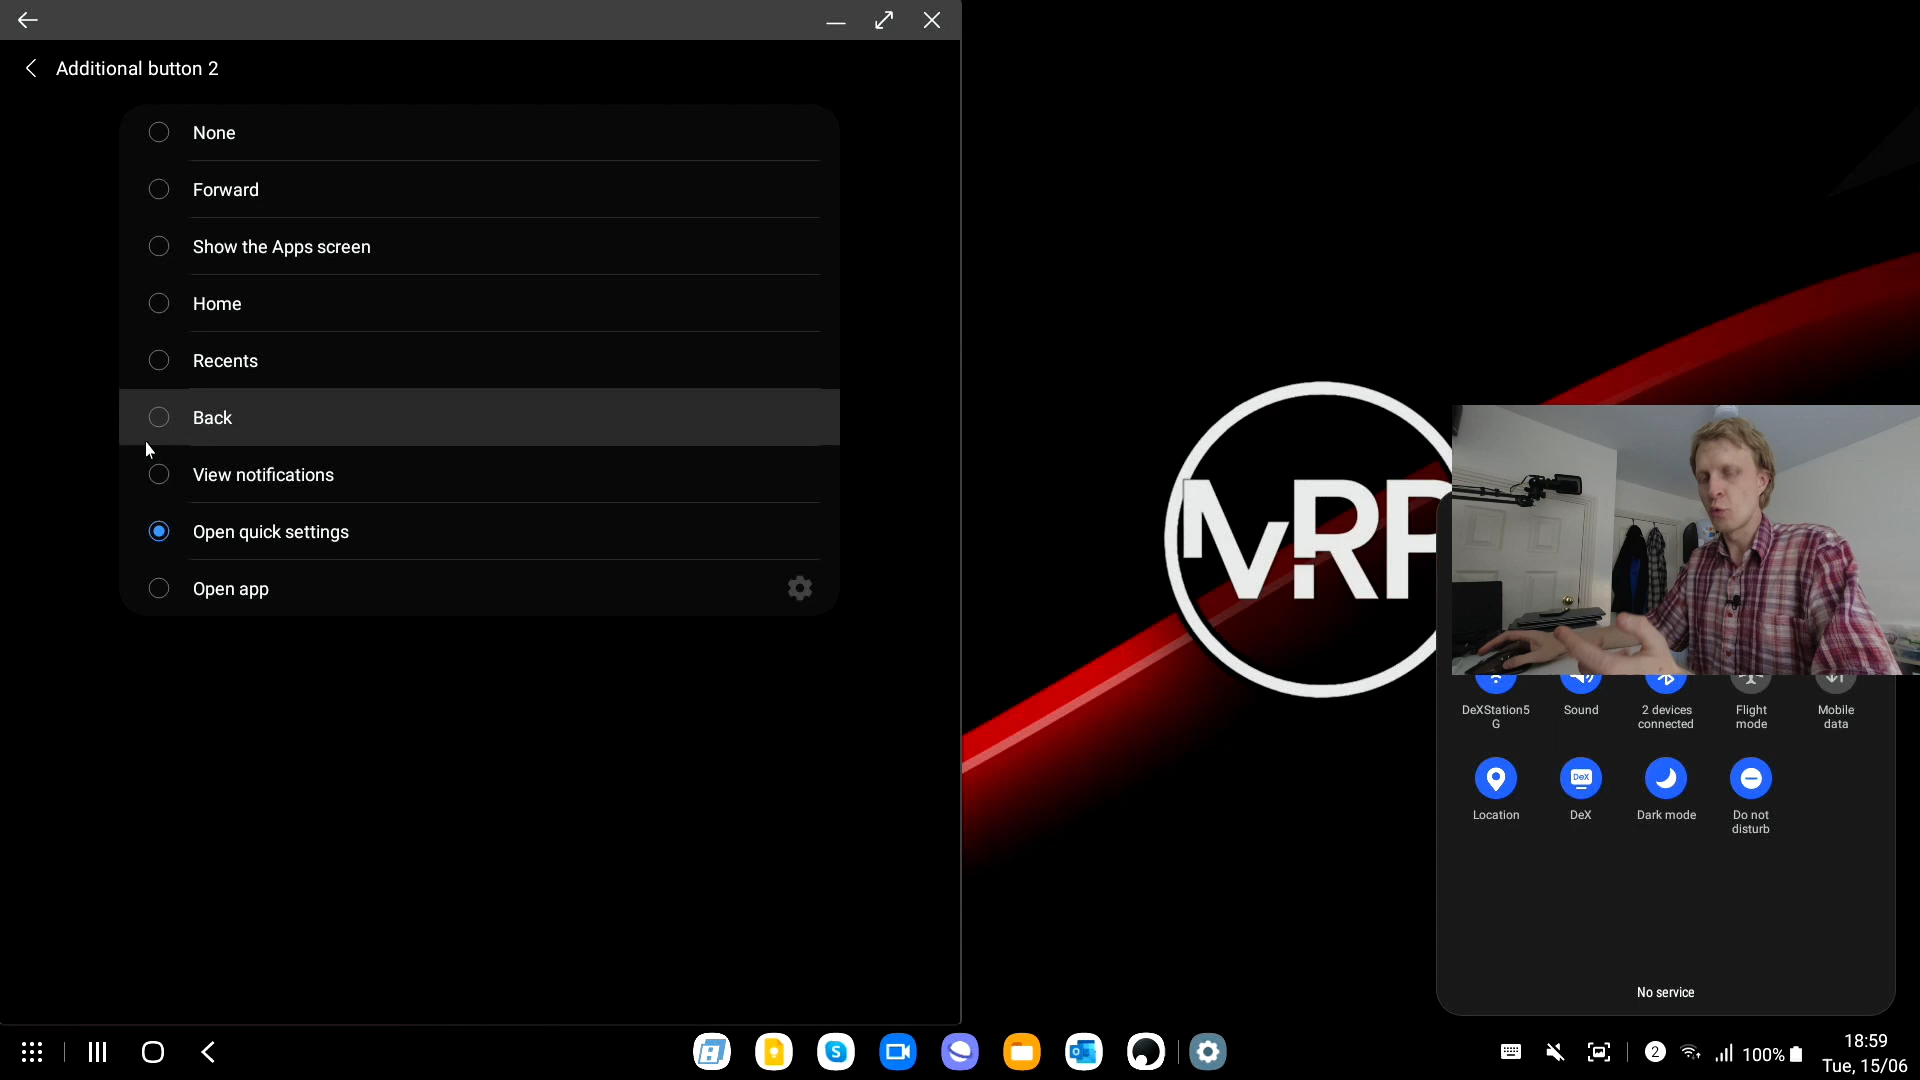 Additional button 2
None
Forward
Show the Apps screen
Home
Recents
Back
View notifications
Open quick settings
Open app
DeXStation5
G
Sound
2 devices
connected
Flight
mode
Mobile
data
Location
DeX
DeX
Dark mode
Do not
disturb
No service
S
2
100%
18:59
Tue, 15/06